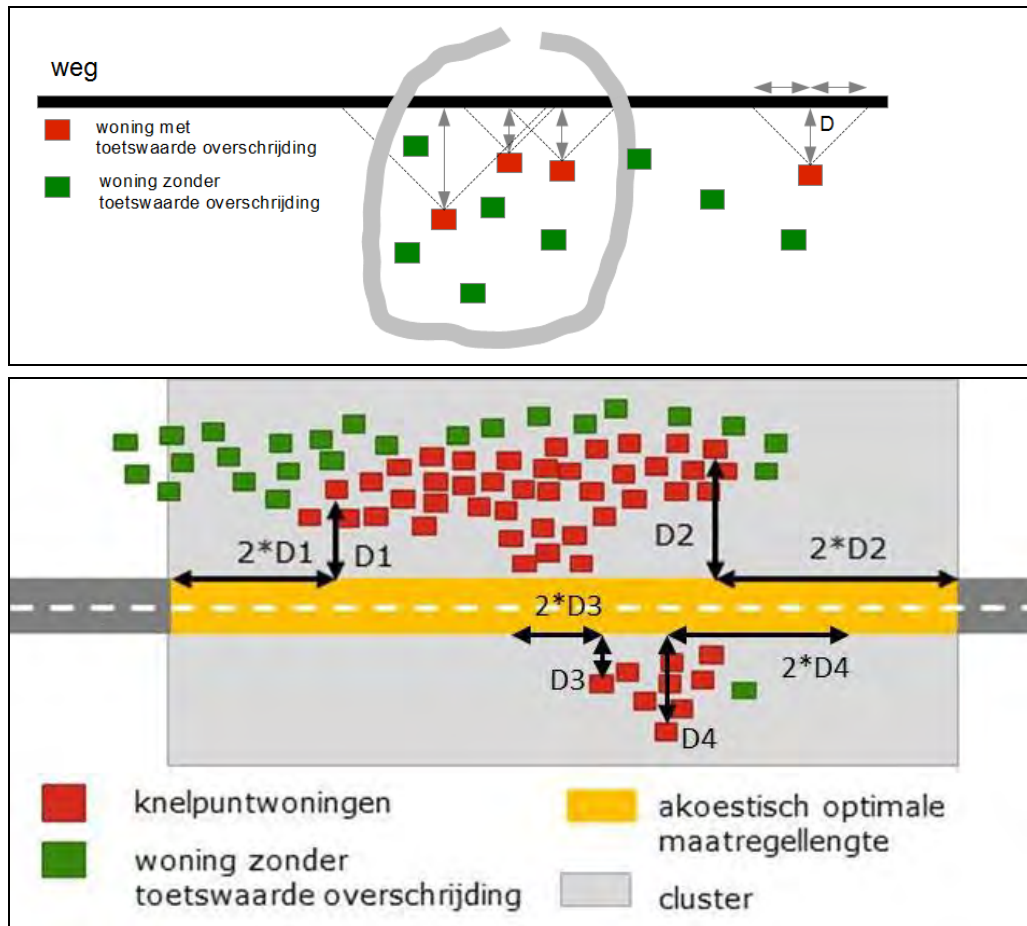 weg
woning met
toetswaarde overschrijding
D
woning zonder
toetswaarde overschrijding
2*D1
D1
D2
2*D2
2*D3
D3
2*D4
D4
knelpuntwoningen
akoestisch optimale
maatregellengte
woning zonder
toetswaarde overschrijding
cluster